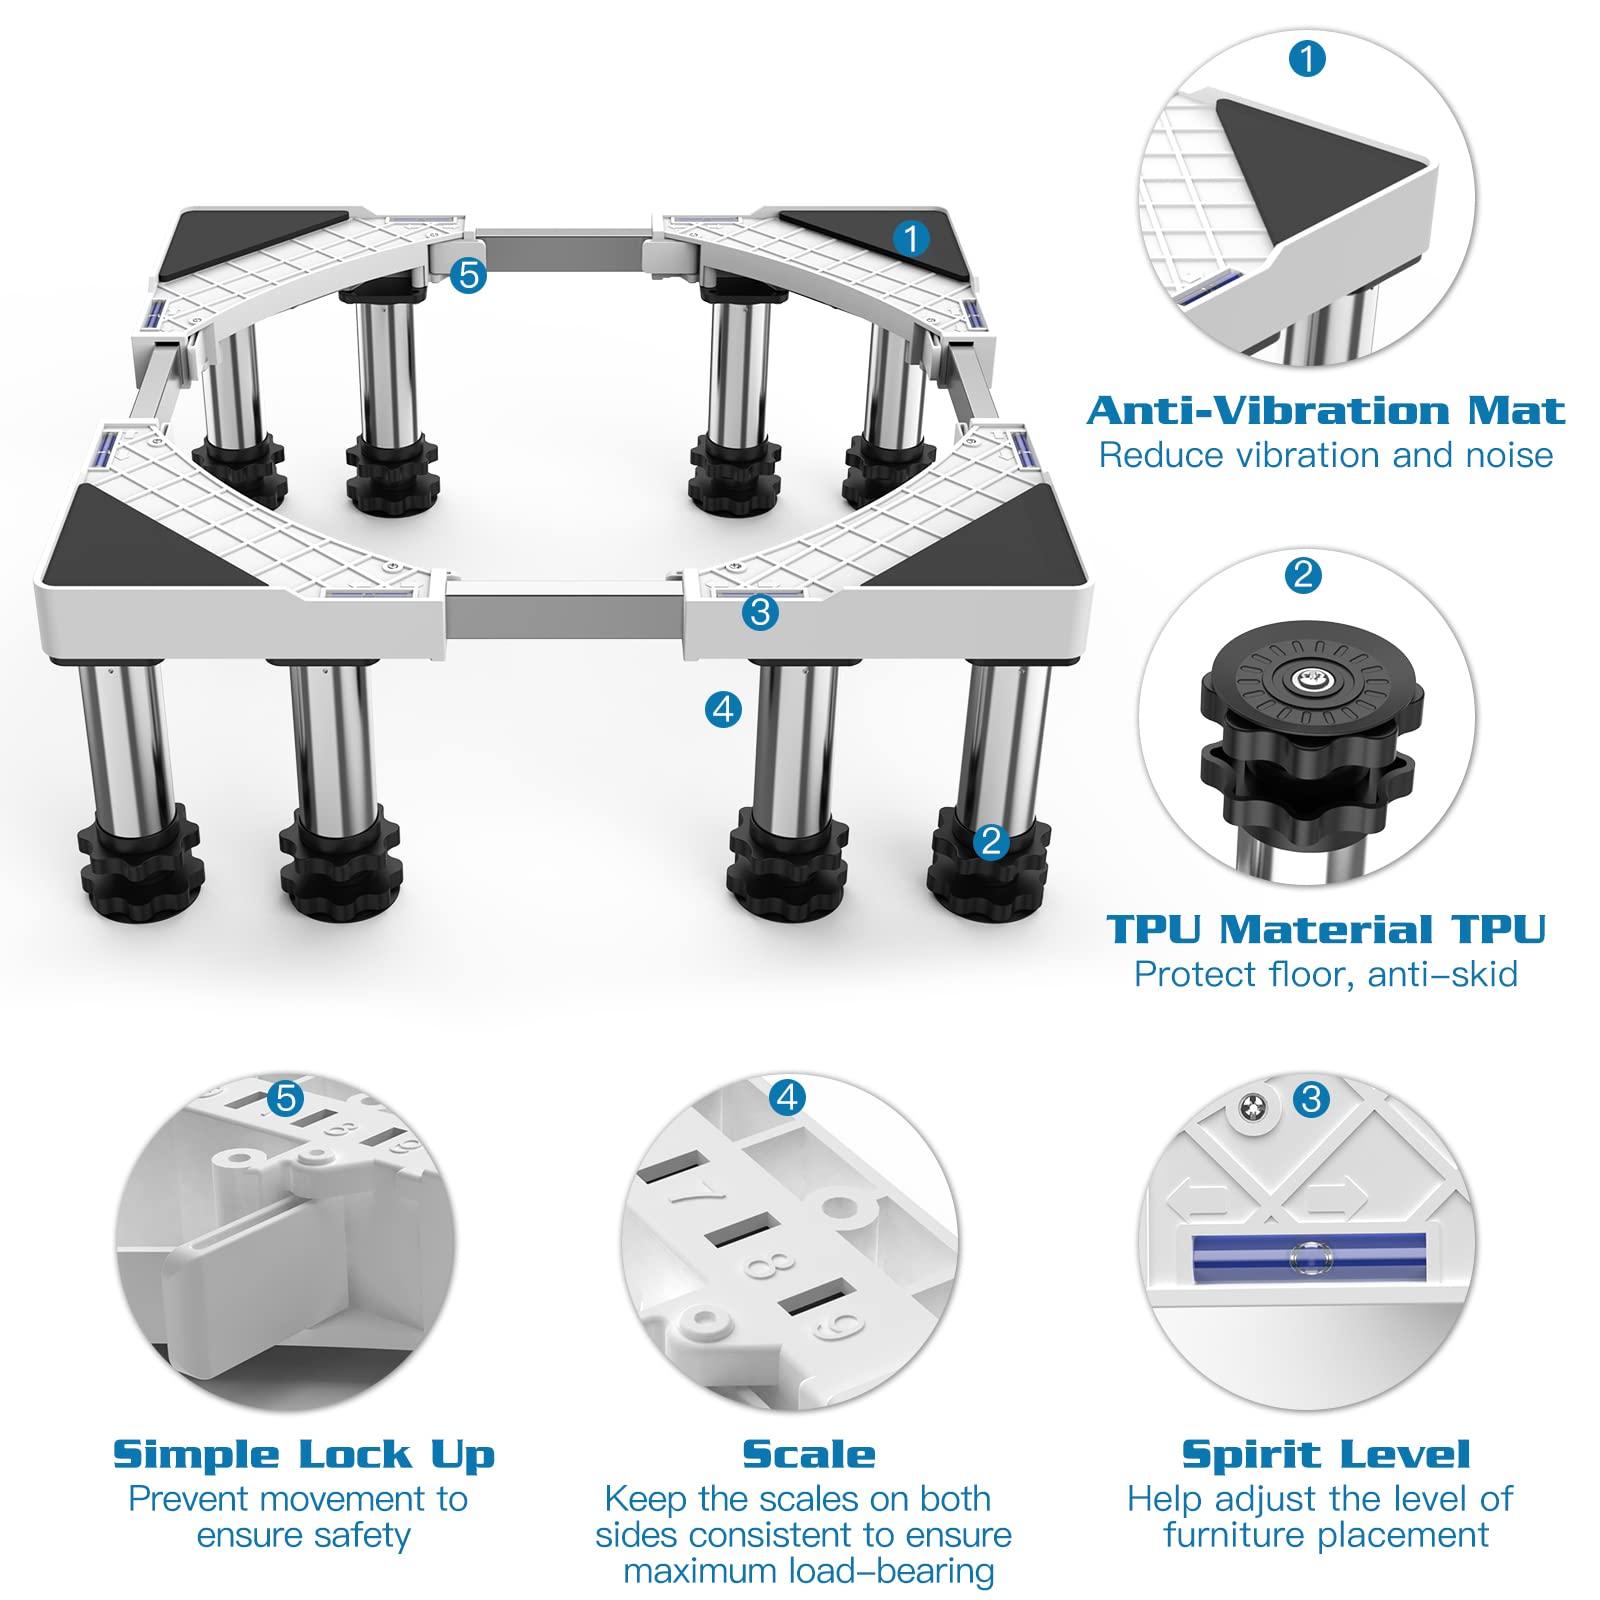 1
1
5
Anti-Vibration Mat
Reduce vibration and noise
2
3
4
2
TPU Material TPU
Protect floor, anti-skid
5
8
9
4
7
8
9
3
Simple Lock Up
Prevent movement to
ensure safety
Scale
Keep the scales on both
sides consistent to ensure
maximum load-bearing
Spirit Level
Help adjust the level of
furniture placement